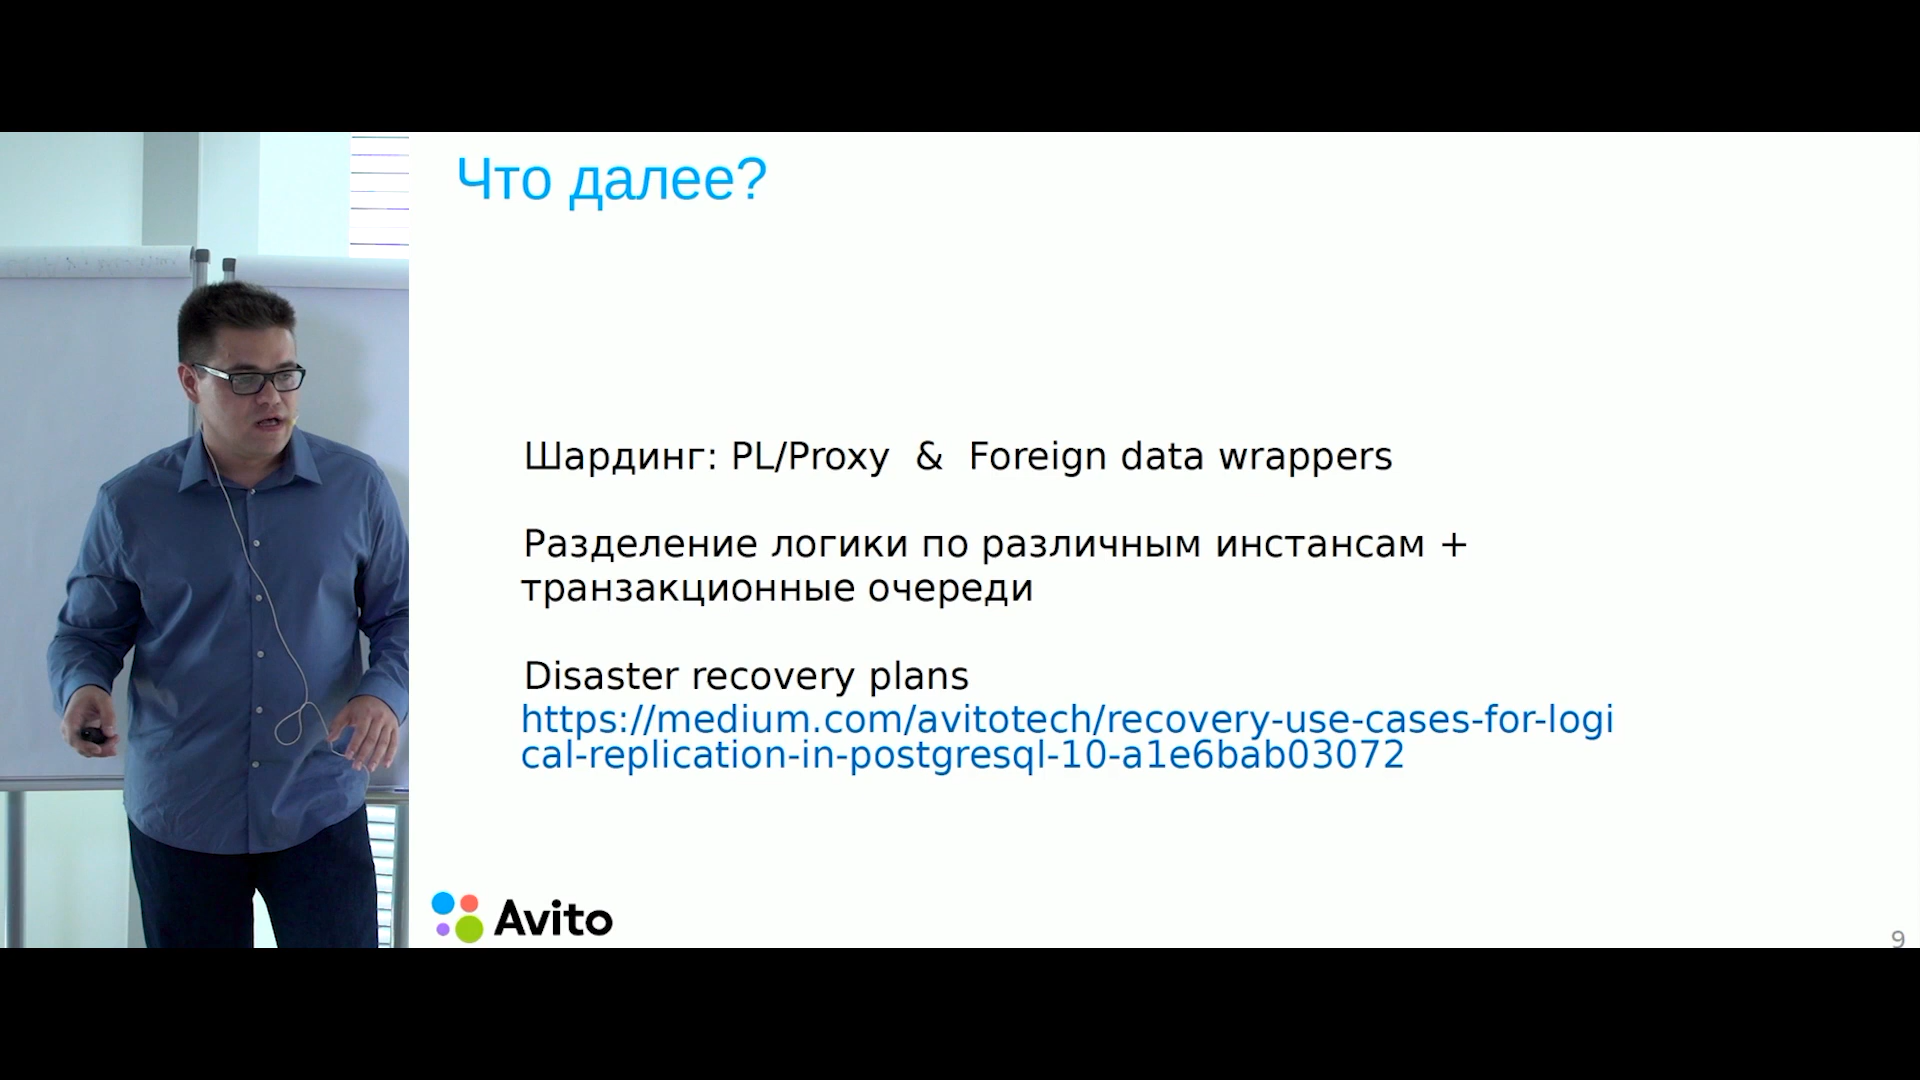 Что далее?
Шардинг: PL/Proxy & Foreign data wrappers
Разделение логики по различным инстансам +
транзакционные очереди
Disaster recovery plans
https://medium.com/avitotech/recovery-use-cases-for-logi
cal-replication-in-postgresql-10-a1e6bab03072
Avito
9